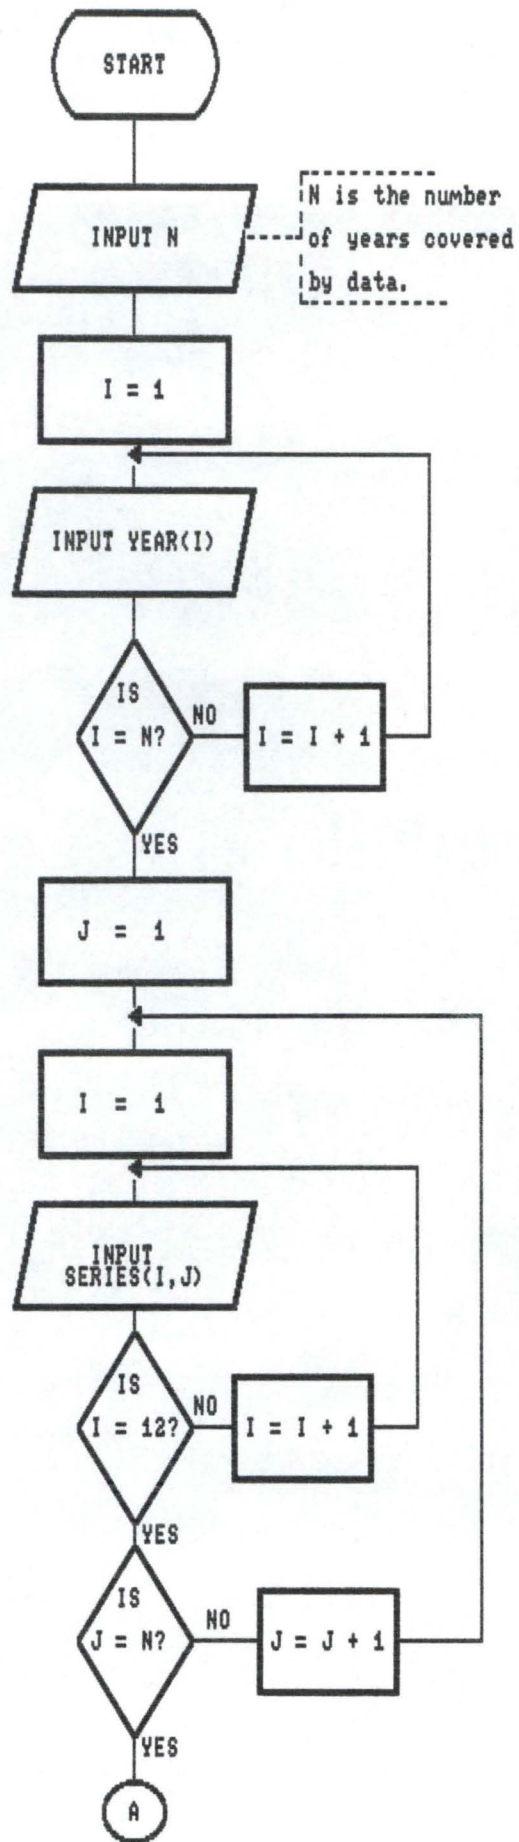 START
INPUT N
N is the number
of years covered
by data.
I = 1
INPUT YEAR(I)
IS
I = N?
NO
I = I + 1
YES
J = 1
I = 1
INPUT
SERIES(I,J)
IS
I = 12?
NO
I = I + 1
YES
IS
J = N?
NO
J = J + 1
YES
A